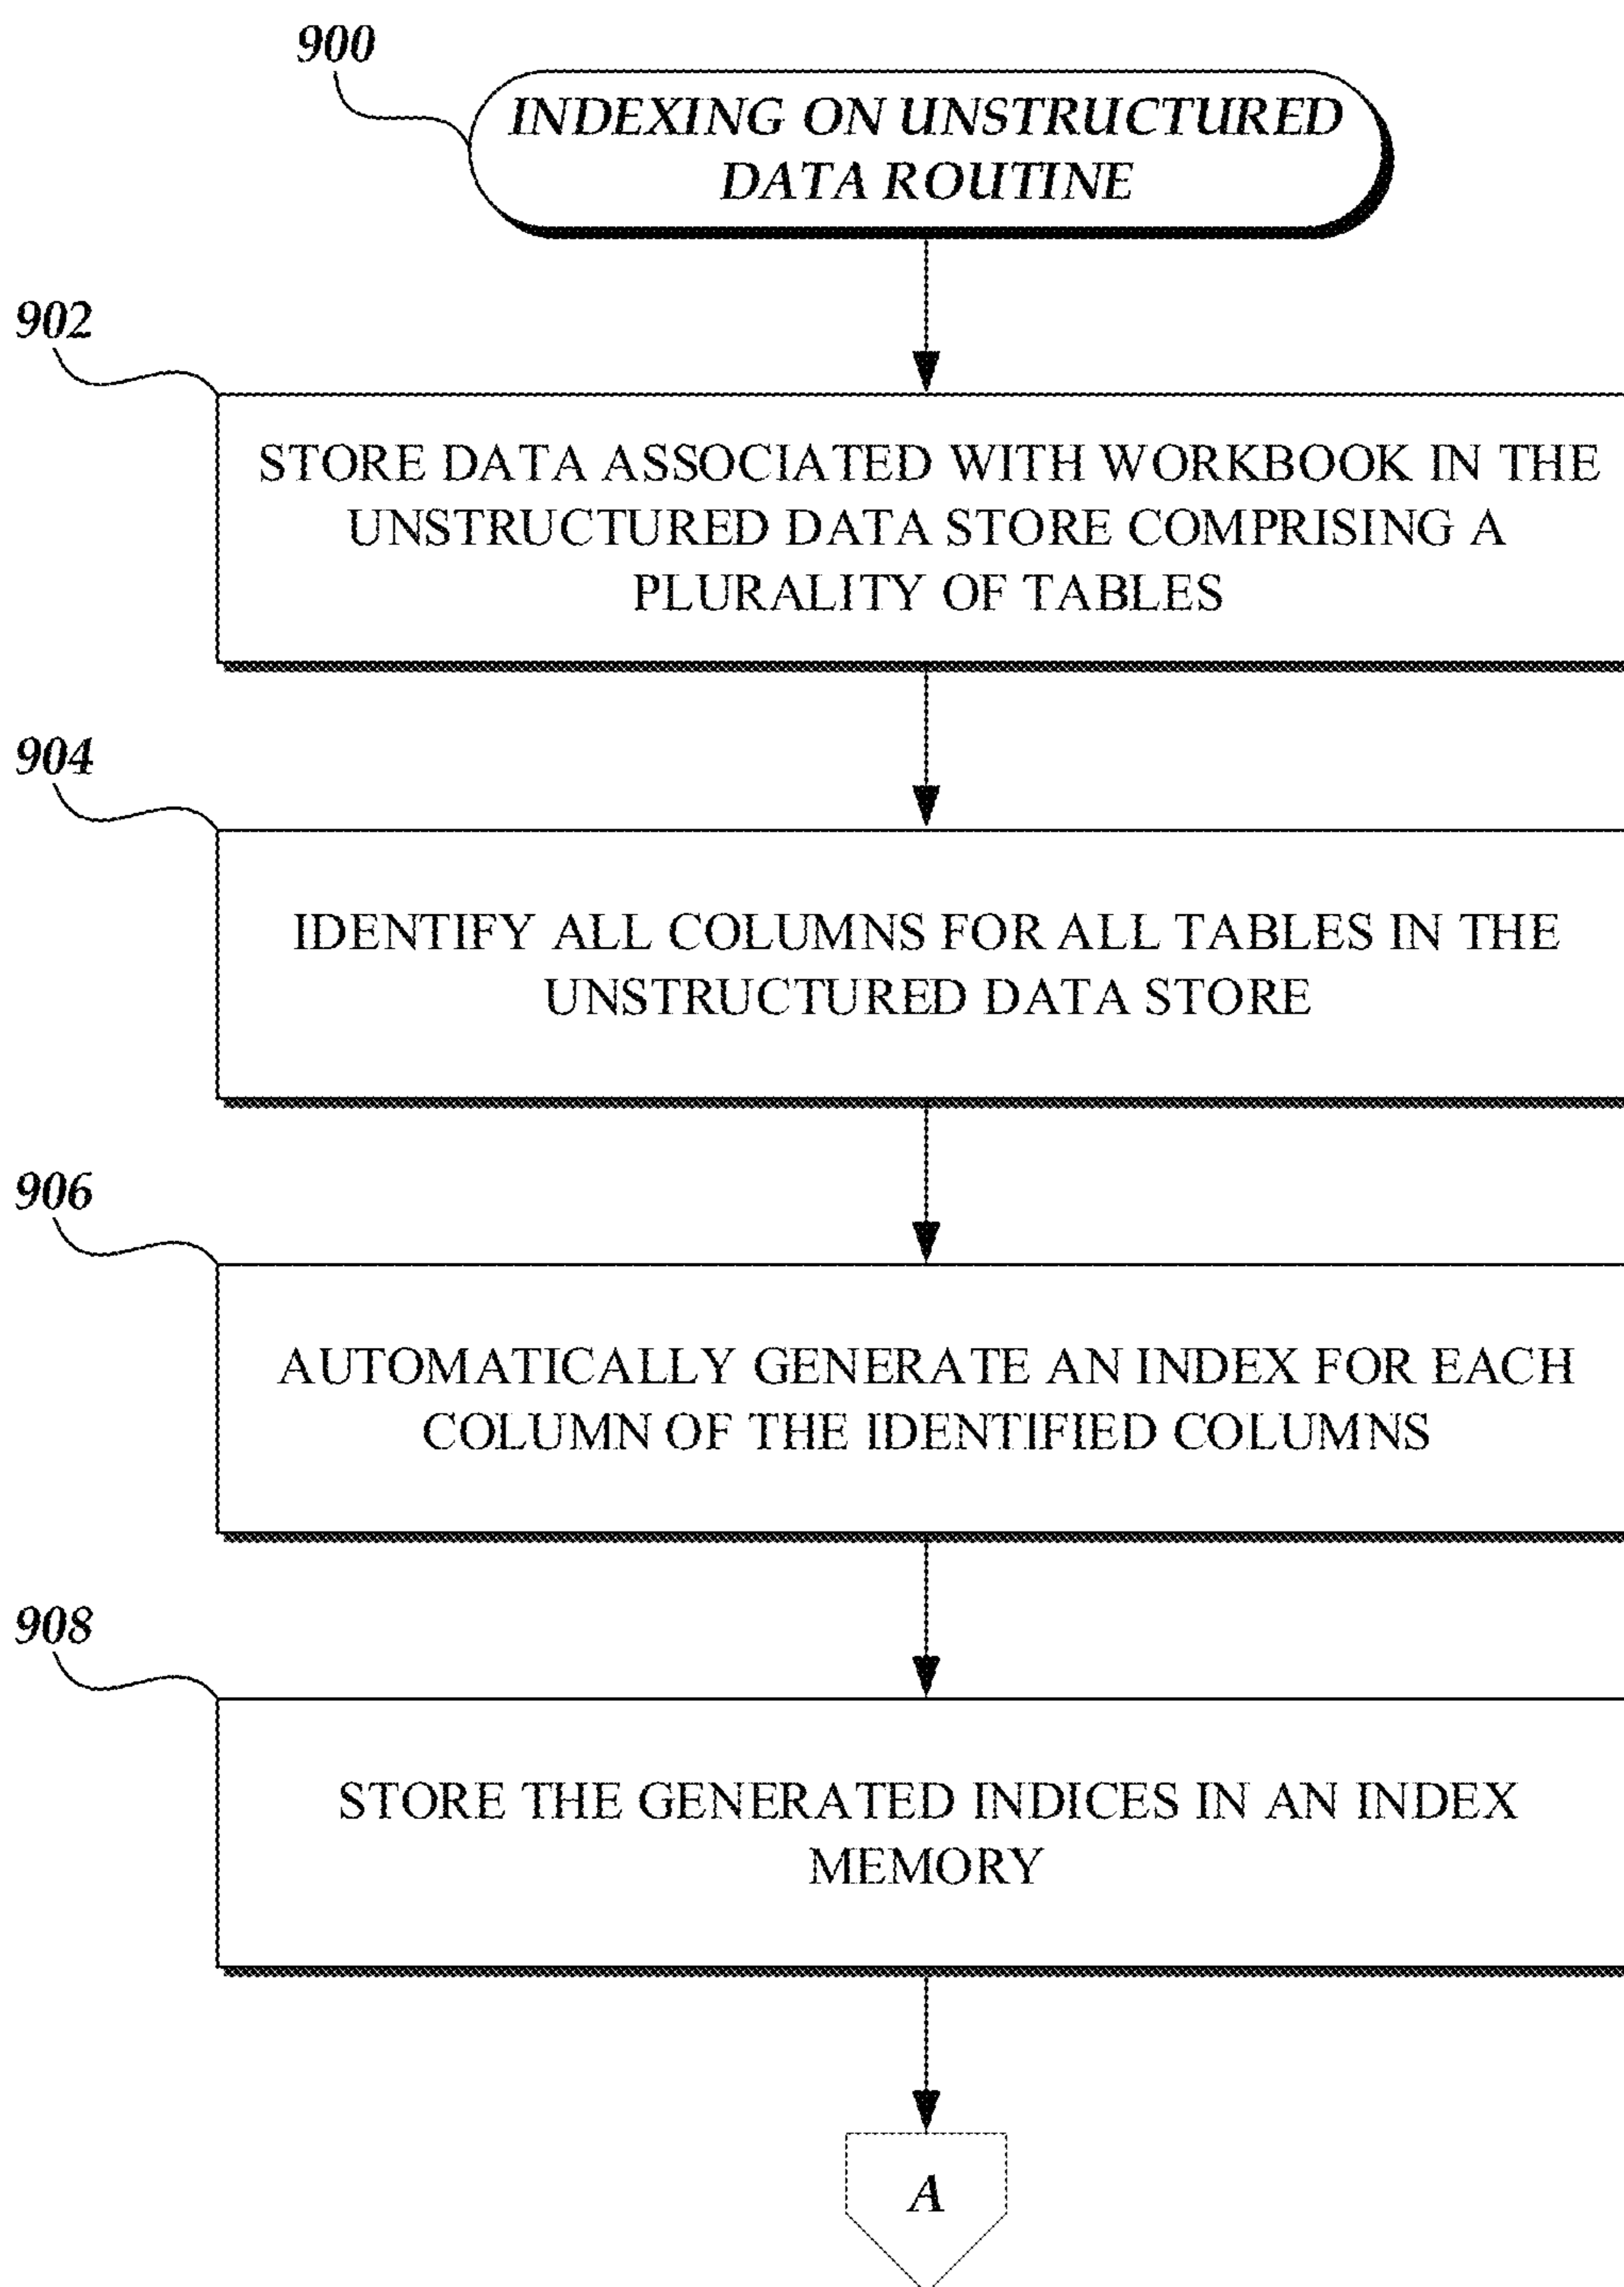 900
INDEXING ON UNSTRUCTURED
DATA ROUTINE
902
STORE DATA ASSOCIATED WITH WORKBOOK IN THE
UNSTRUCTURED DATA STORE COMPRISING A
PLURALITY OF TABLES
904
IDENTIFY ALL COLUMNS FOR ALL TABLES IN THE
UNSTRUCTURED DATA STORE
906
AUTOMATICALLY GENERATE AN INDEX FOR EACH
COLUMN OF THE IDENTIFIED COLUMNS
908
STORE THE GENERATED INDICES IN AN INDEX
MEMORY
A